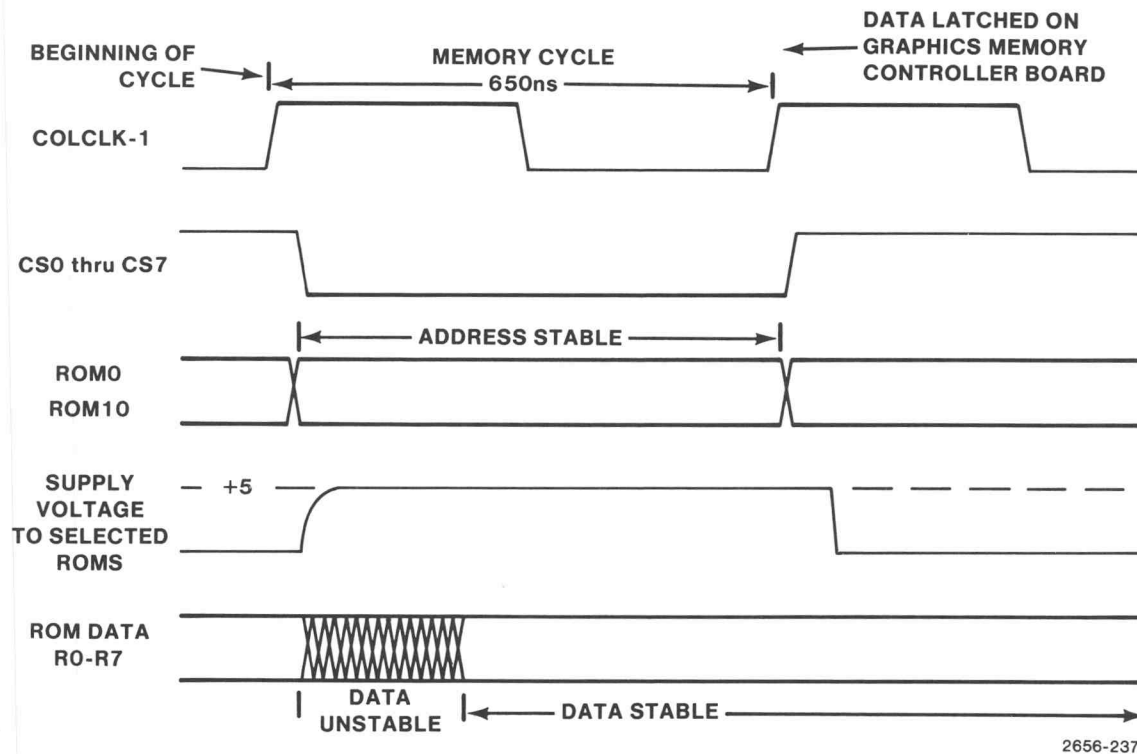 BEGINNING OF
CYCLE
MEMORY CYCLE
650ns
DATA LATCHED ON
GRAPHICS MEMORY
CONTROLLER BOARD
COLCLK-1
CS0 thru CS7
ADDRESS STABLE
ROM0
ROM10
SUPPLY
VOLTAGE
TO SELECTED
ROMS
+5
ROM DATA
R0-R7
DATA
UNSTABLE
DATA STABLE
2656-237